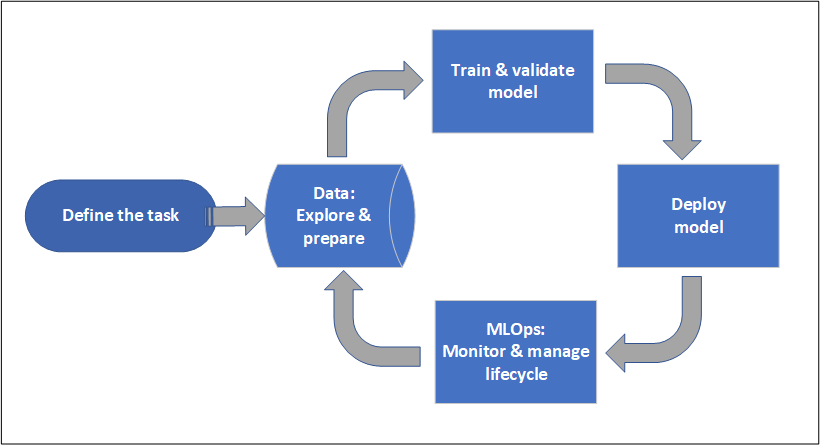 Train & validate
model
Define the task
Data:
Explore &
prepare
Deploy
model
MLOps:
Monitor & manage
lifecycle